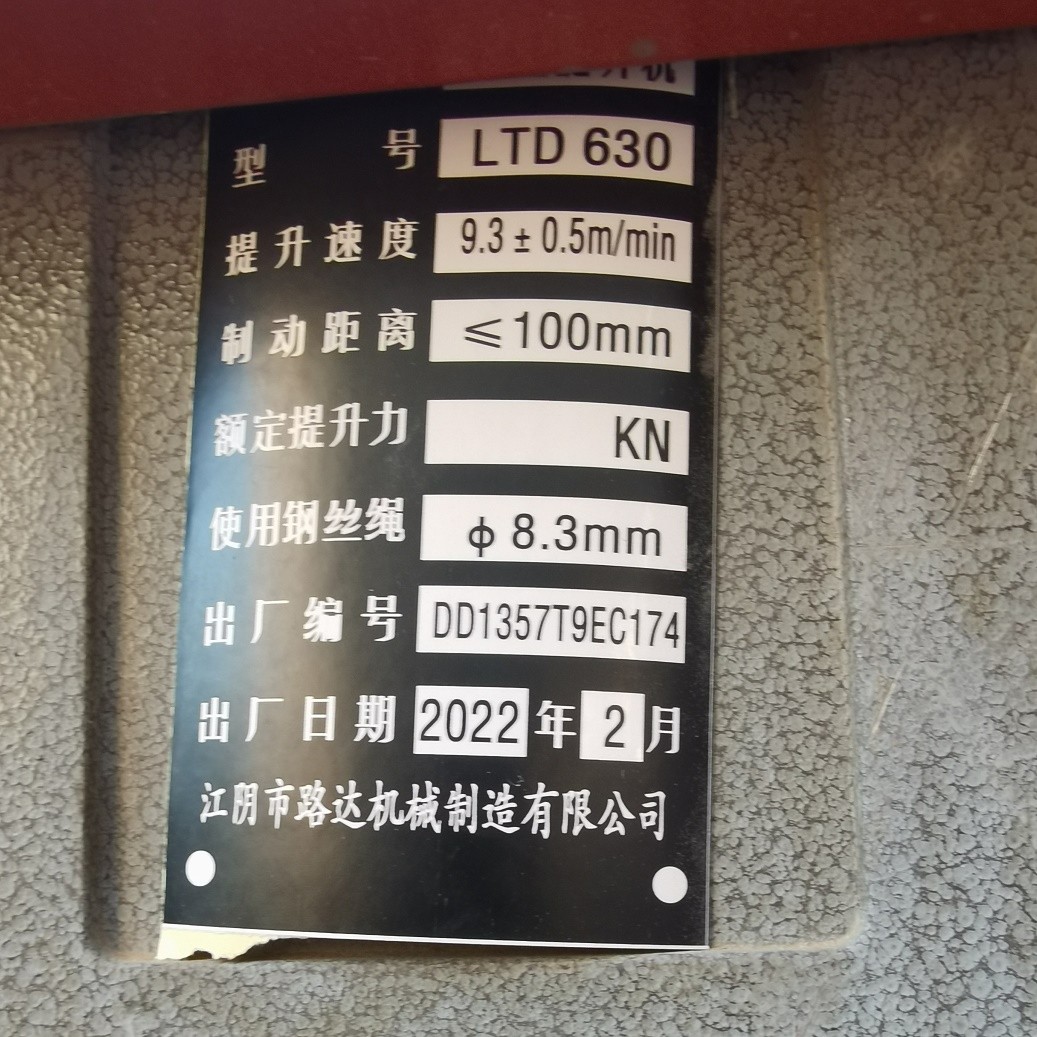 型号 LTD 630
提升速度 9.3 ± 0.5m/min
制动距离 ≤100mm
额定提升力 KN
使用钢丝绳 φ 8.3mm
出厂编号 DD1357T9EC174
出厂日期 2022 年 2 月
江阴市路达机械制造有限公司